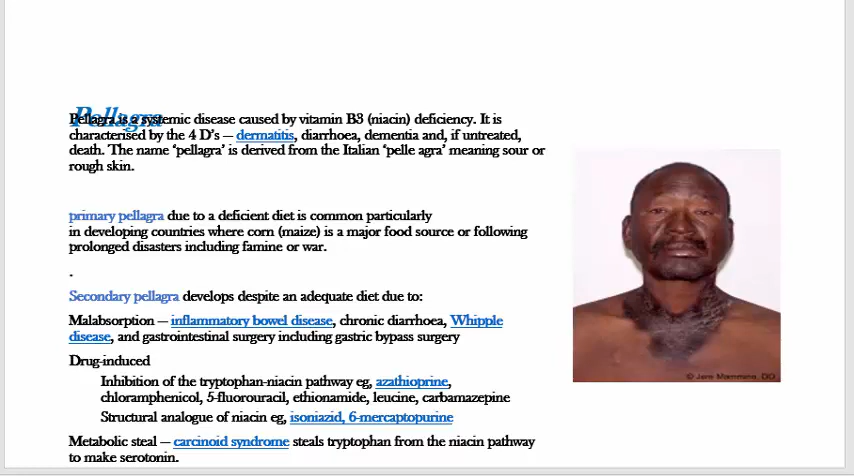 Pellagra
Pellagra is a systemic disease caused by vitamin B3 (niacin) deficiency. It is
characterised by the 4 D's – dermatitis, diarrhoea, dementia and, if untreated,
death. The name ‘pellagra’ is derived from the Italian ‘pelle agra’ meaning sour or
rough skin.
primary pellagra due to a deficient diet is common particularly
in developing countries where corn (maize) is a major food source or following
prolonged disasters including famine or war.
.
Secondary pellagra develops despite an adequate diet due to:
Malabsorption – inflammatory bowel disease, chronic diarrhoea, Whipple
disease, and gastrointestinal surgery including gastric bypass surgery
Drug-induced
Inhibition of the tryptophan-niacin pathway eg, azathioprine,
chloramphenicol, 5-fluorouracil, ethionamide, leucine, carbamazepine
Structural analogue of niacin eg, isoniazid, 6-mercaptopurine
Metabolic steal – carcinoid syndrome steals tryptophan from the niacin pathway
to make serotonin.
© Jere Mammino, DO